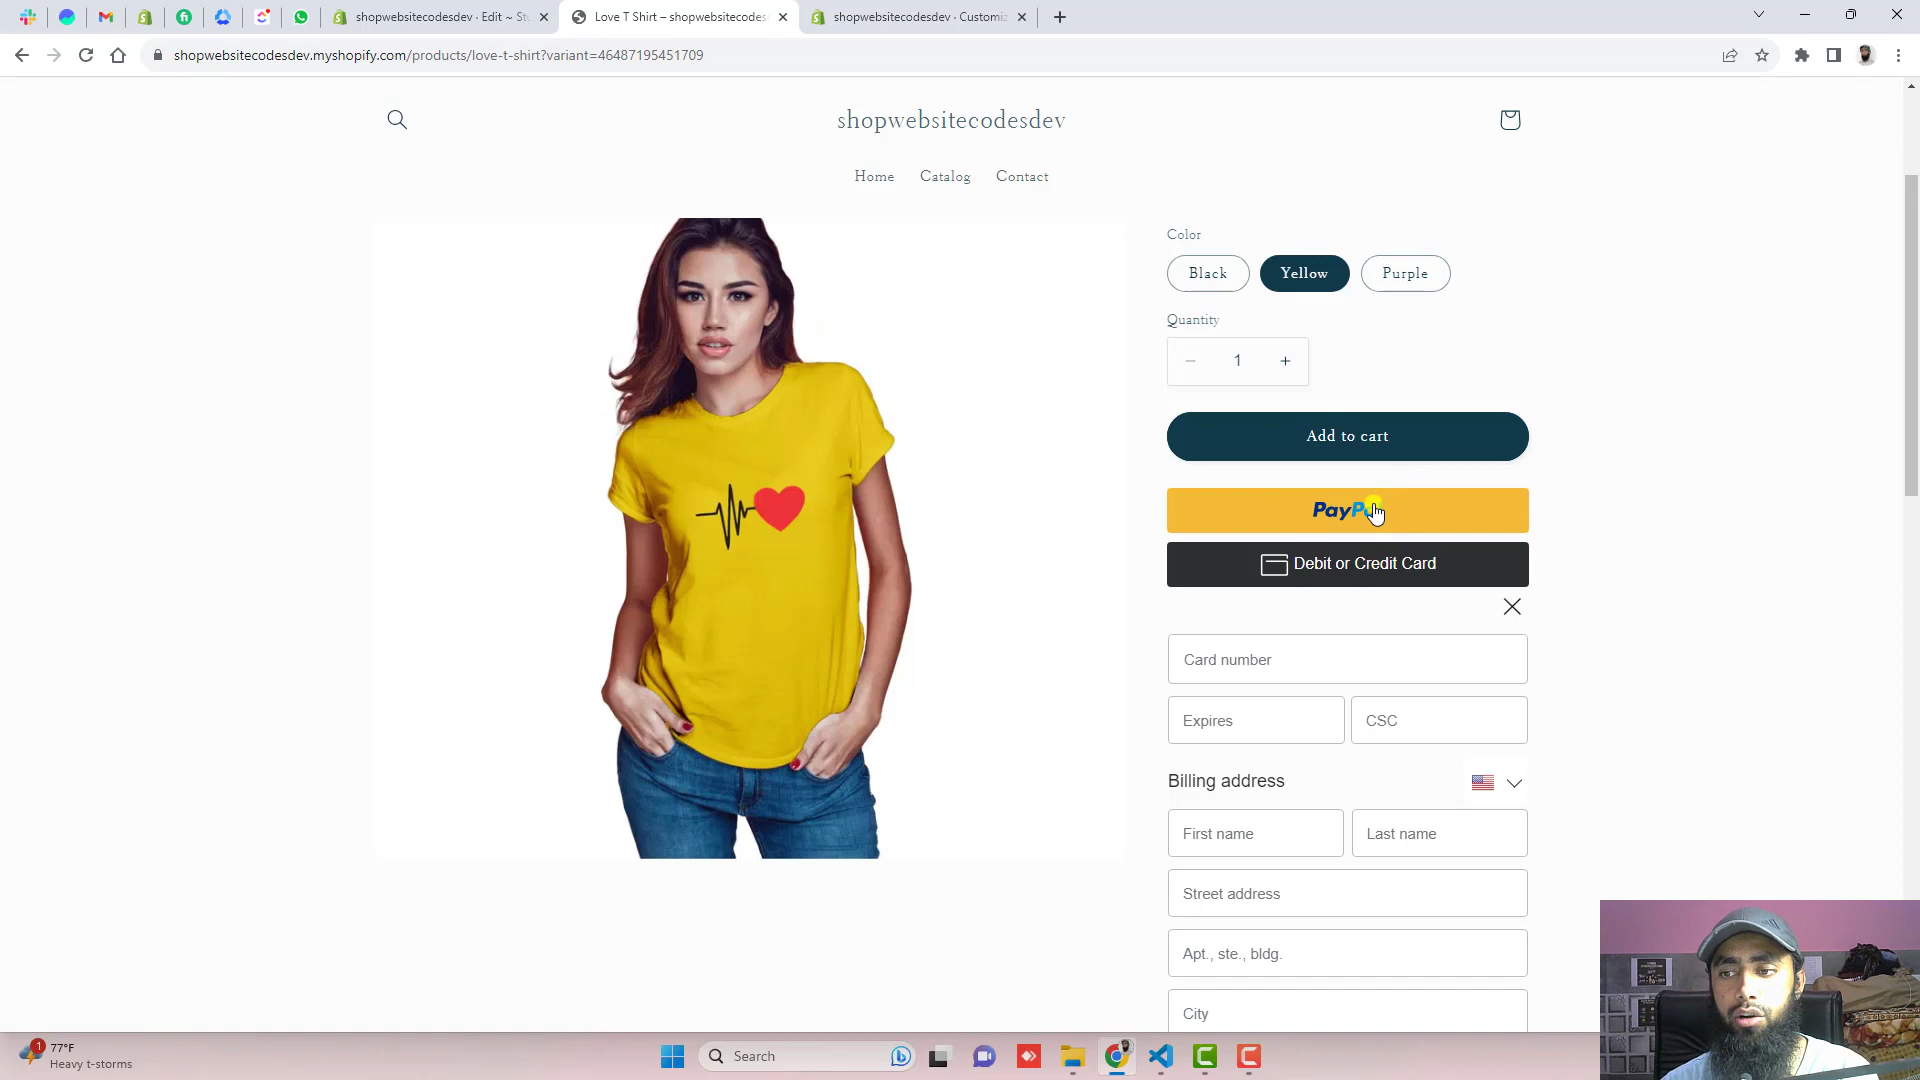 shopwebsitecodesdev · Edit ~ St
Love T Shirt – shopwebsitecodes
shopwebsitecodesdev · Customiz
shopwebsitecodesdev.myshopify.com/products/love-t-shirt?variant=46487195451709
shopwebsitecodesdev
Home Catalog Contact
Color
Black Yellow Purple
Quantity
1
Add to cart
PayP
Debit or Credit Card
Card number
Expires CSC
Billing address
First name Last name
Street address
Apt., ste., bldg.
City
1
77°F
Heavy t-storms
Search